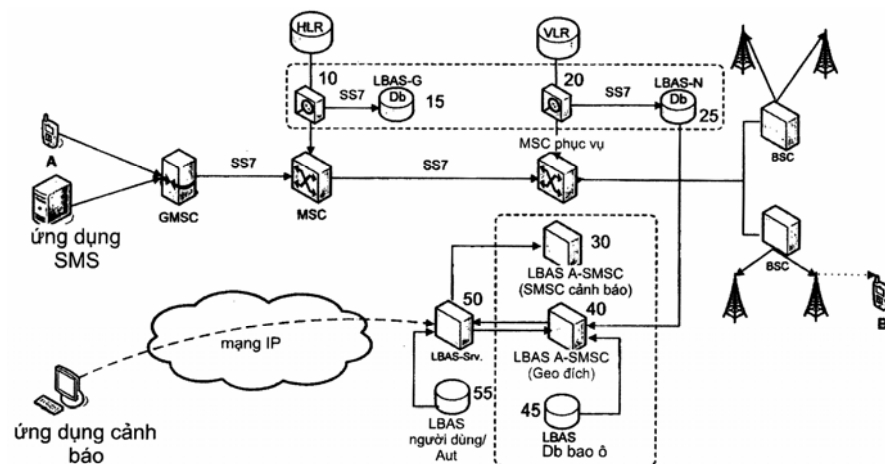 HLR
VLR
10
LBAS-G
SS7
Db
15
20
LBAS-N
SS7
Db
25
MSC phục vụ
A
SS7
SS7
GMSC
MSC
BSC
ứng dụng
SMS
30
LBAS A-SMSC
(SMSC cảnh báo)
BSC
B
50
40
mạng IP
LBAS-Srv.
LBAS A-SMSC
(Geo đích)
55
45
LBAS
người dùng/
Aut
LBAS
Db bao ô
ứng dụng cảnh
báo